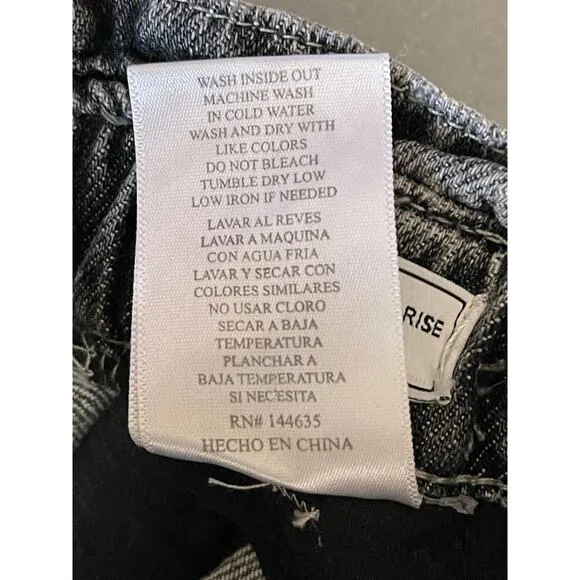 WASH INSIDE OUT
MACHINE WASH
IN COLD WATER
WASH AND DRY WITH
LIKE COLORS
DO NOT BLEACH
TUMBLE DRY LOW
LOW IRON IF NEEDED
LAVAR AL REVES
LAVAR A MAQUINA
CON AGUA FRIA
LAVAR Y SECAR CON
COLORES SIMILARES
NO USAR CLORO
SECAR A BAJA
TEMPERATURA
PLANCHAR A
BAJA TEMPERATURA
SI NECESITA
RN# 144635
HECHO EN CHINA
RISE